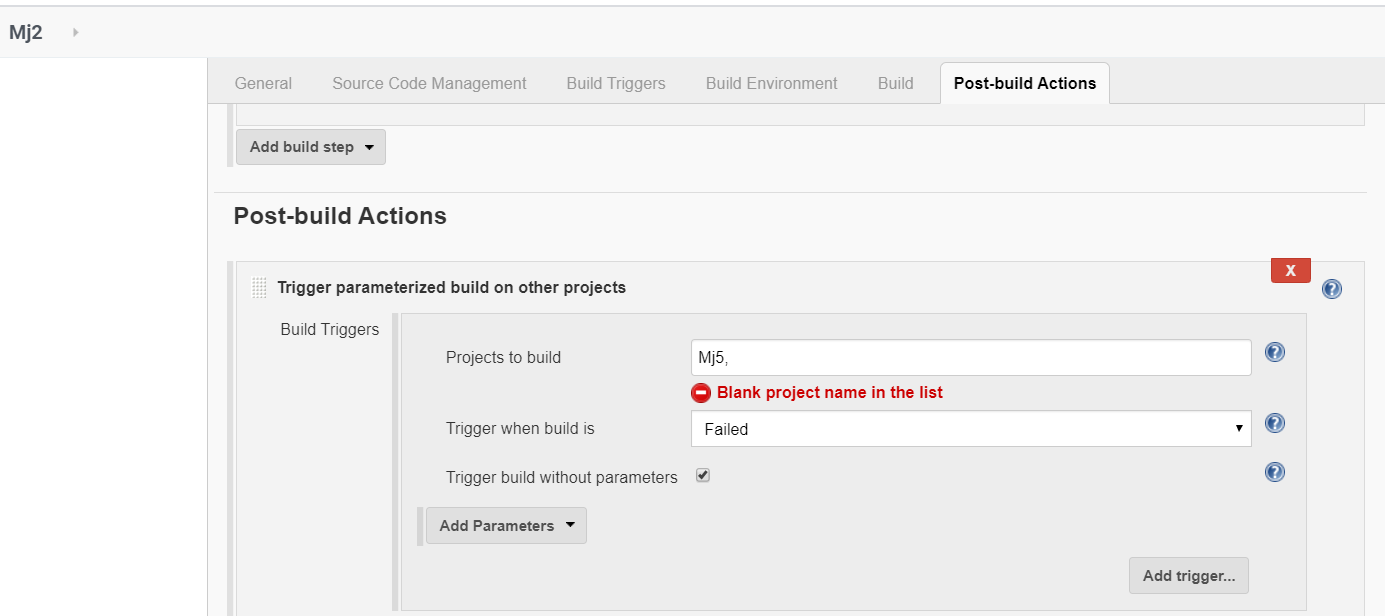 Mj2
General Source Code Management Build Triggers Build Environment Build Post-build Actions
Add build step
Post-build Actions
X
Trigger parameterized build on other projects
?
Build Triggers
Projects to build Mj5, ?
Blank project name in the list
Trigger when build is Failed ?
Trigger build without parameters ?
Add Parameters
Add trigger...